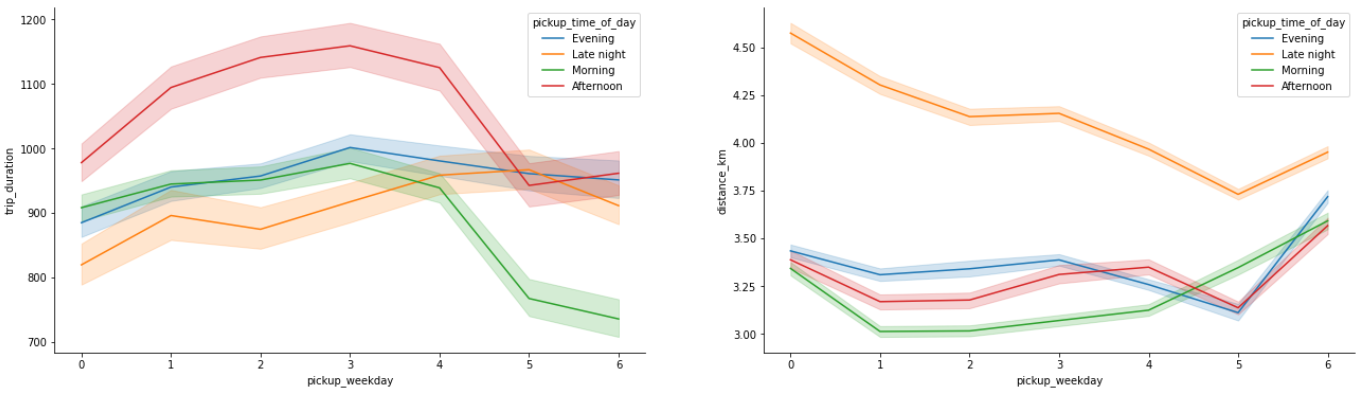 1200
1100
1000
900
800
700
trip_duration
0 1 2 3 4 5 6
pickup_weekday
pickup_time_of_day
Evening
Late night
Morning
Afternoon
4.50
4.25
4.00
3.75
3.50
3.25
3.00
distance_km
0 1 2 3 4 5 6
pickup_weekday
pickup_time_of_day
Evening
Late night
Morning
Afternoon